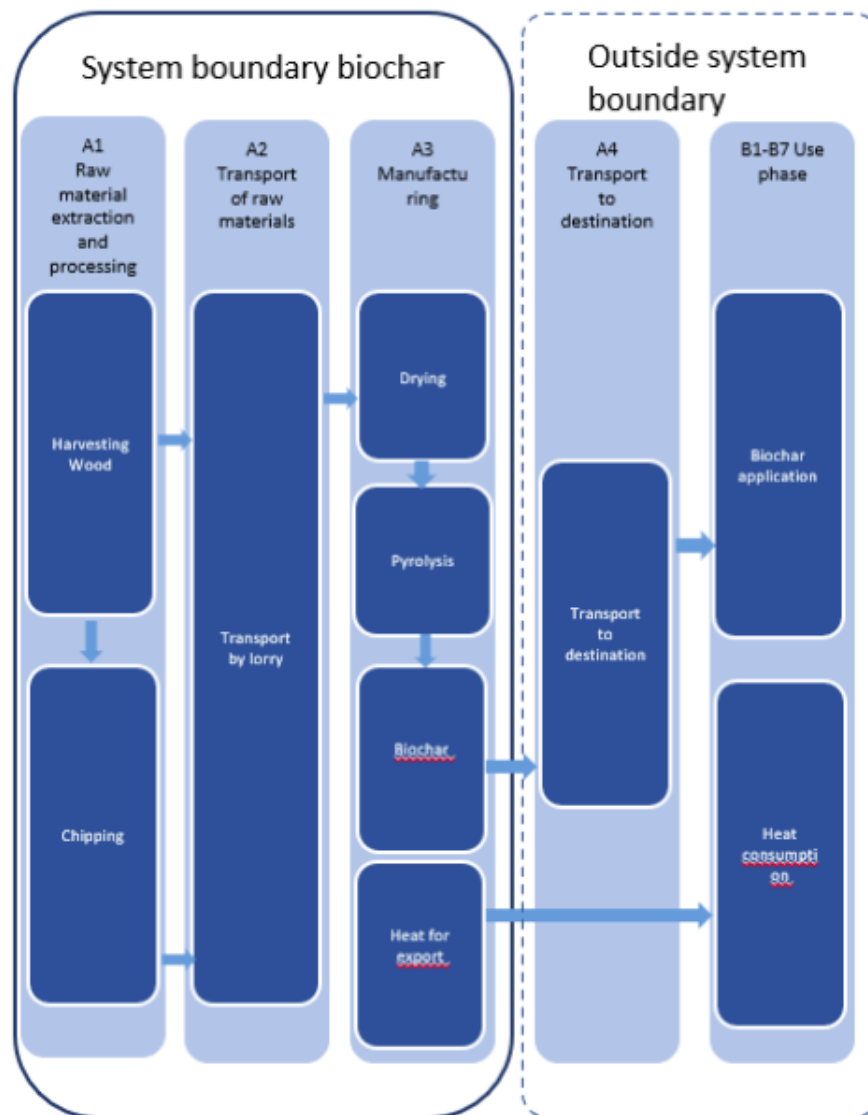 System boundary biochar
Outside system
boundary
A1
Raw
material
extraction
and
processing
A2
Transport
of raw
materials
A3
Manufactu
ring
A4
Transport
to
destination
B1-B7 Use
phase
Harvesting
Wood
Chipping
Transport
by lorry
Drying
Pyrolysis
Biochar
Heat for
export
Transport
to
destination
Biochar
application
Heat
consumpti
on